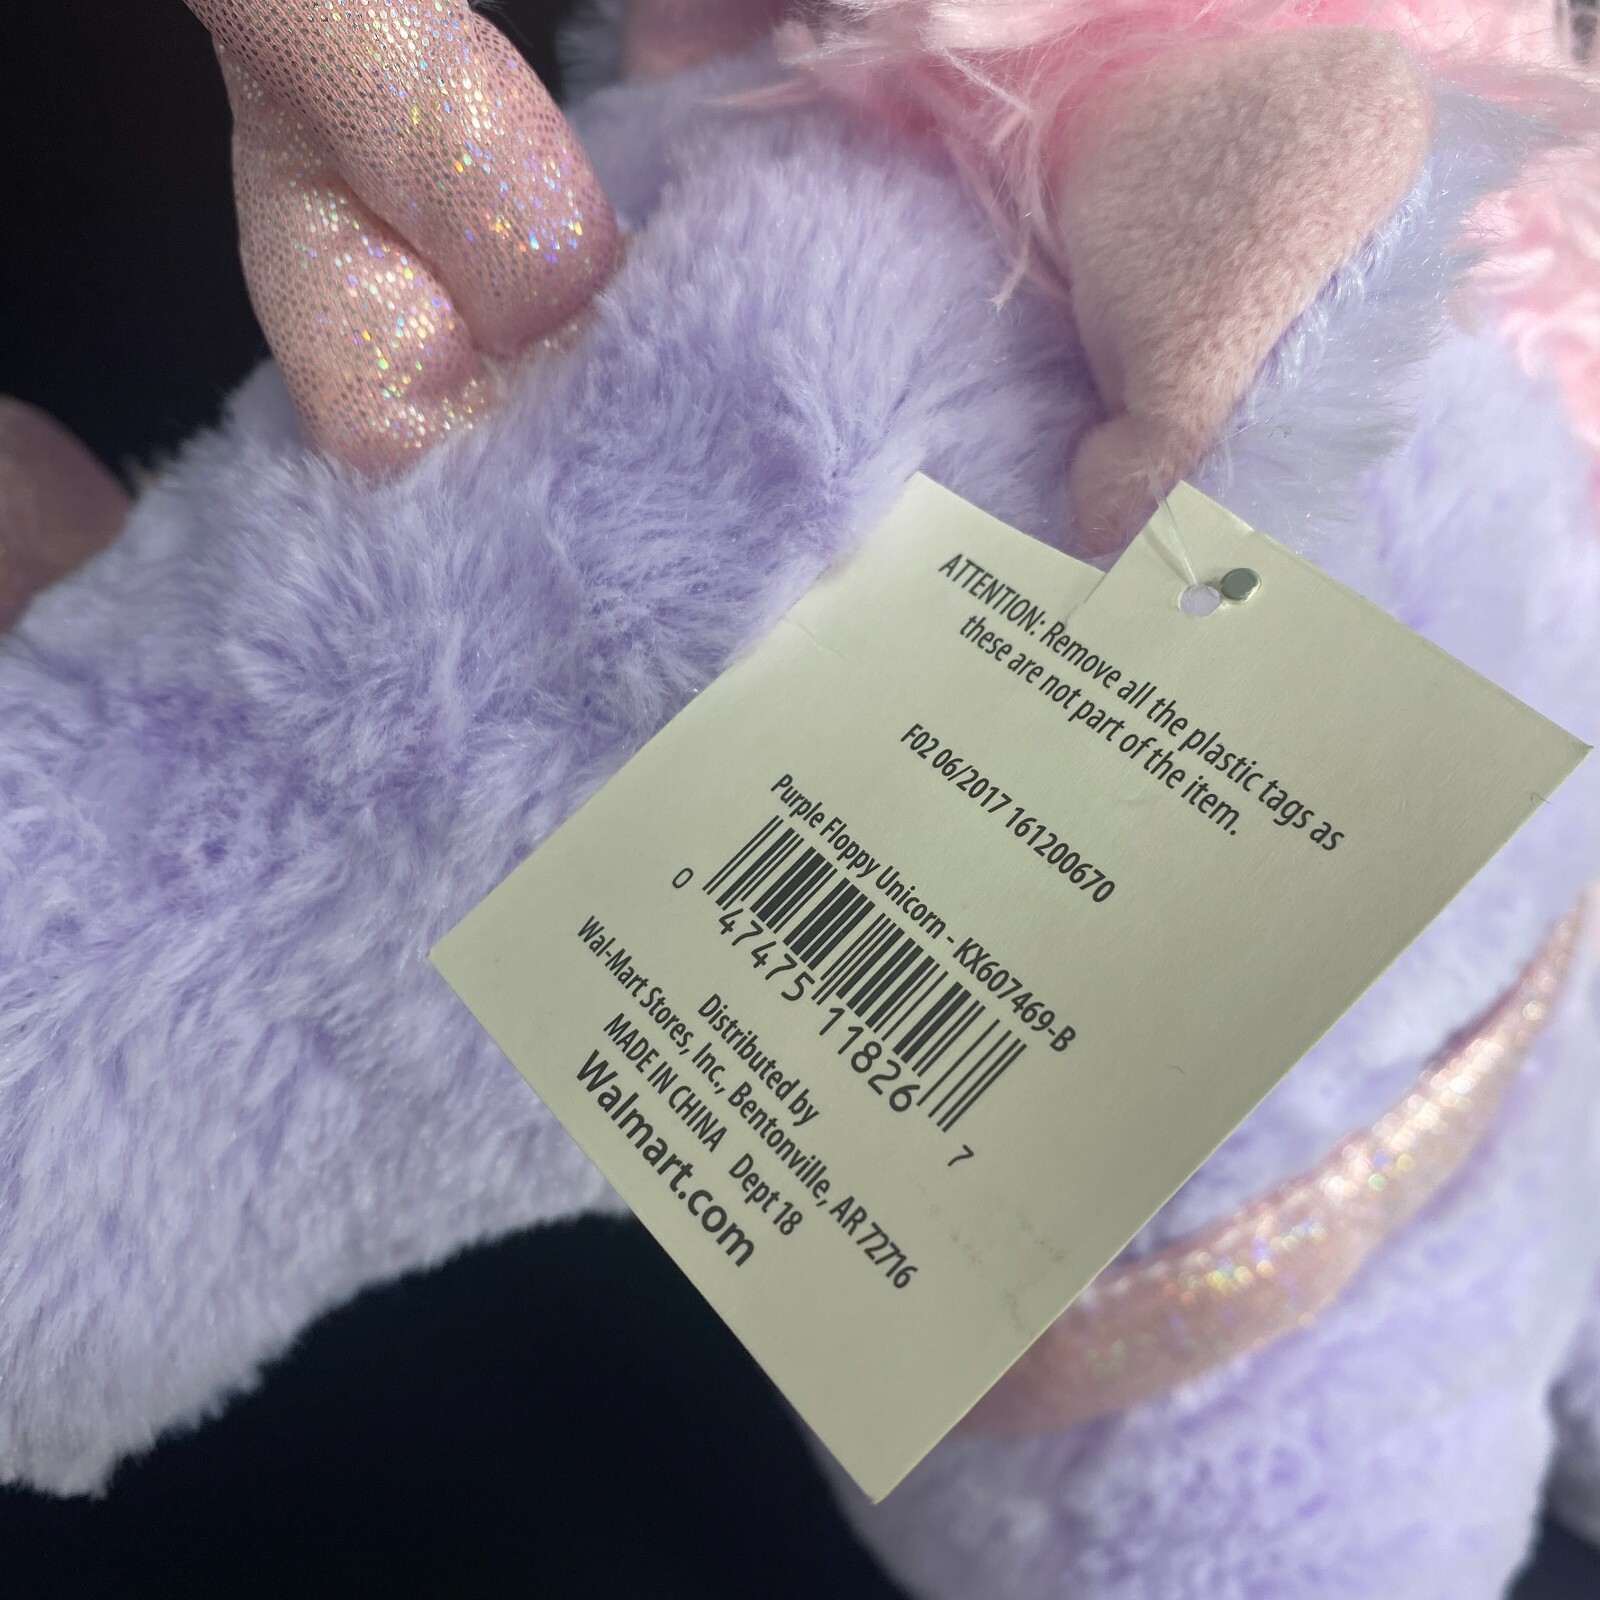 ATTENTION: Remove all the plastic tags as
these are not part of the item.
F02 06/2017 161200670
Purple Floppy Unicorn - KX607469-B
0 47475 11826 7
Distributed by
Wal-Mart Stores, Inc., Bentonville, AR 72716
MADE IN CHINA Dept 18
Walmart.com